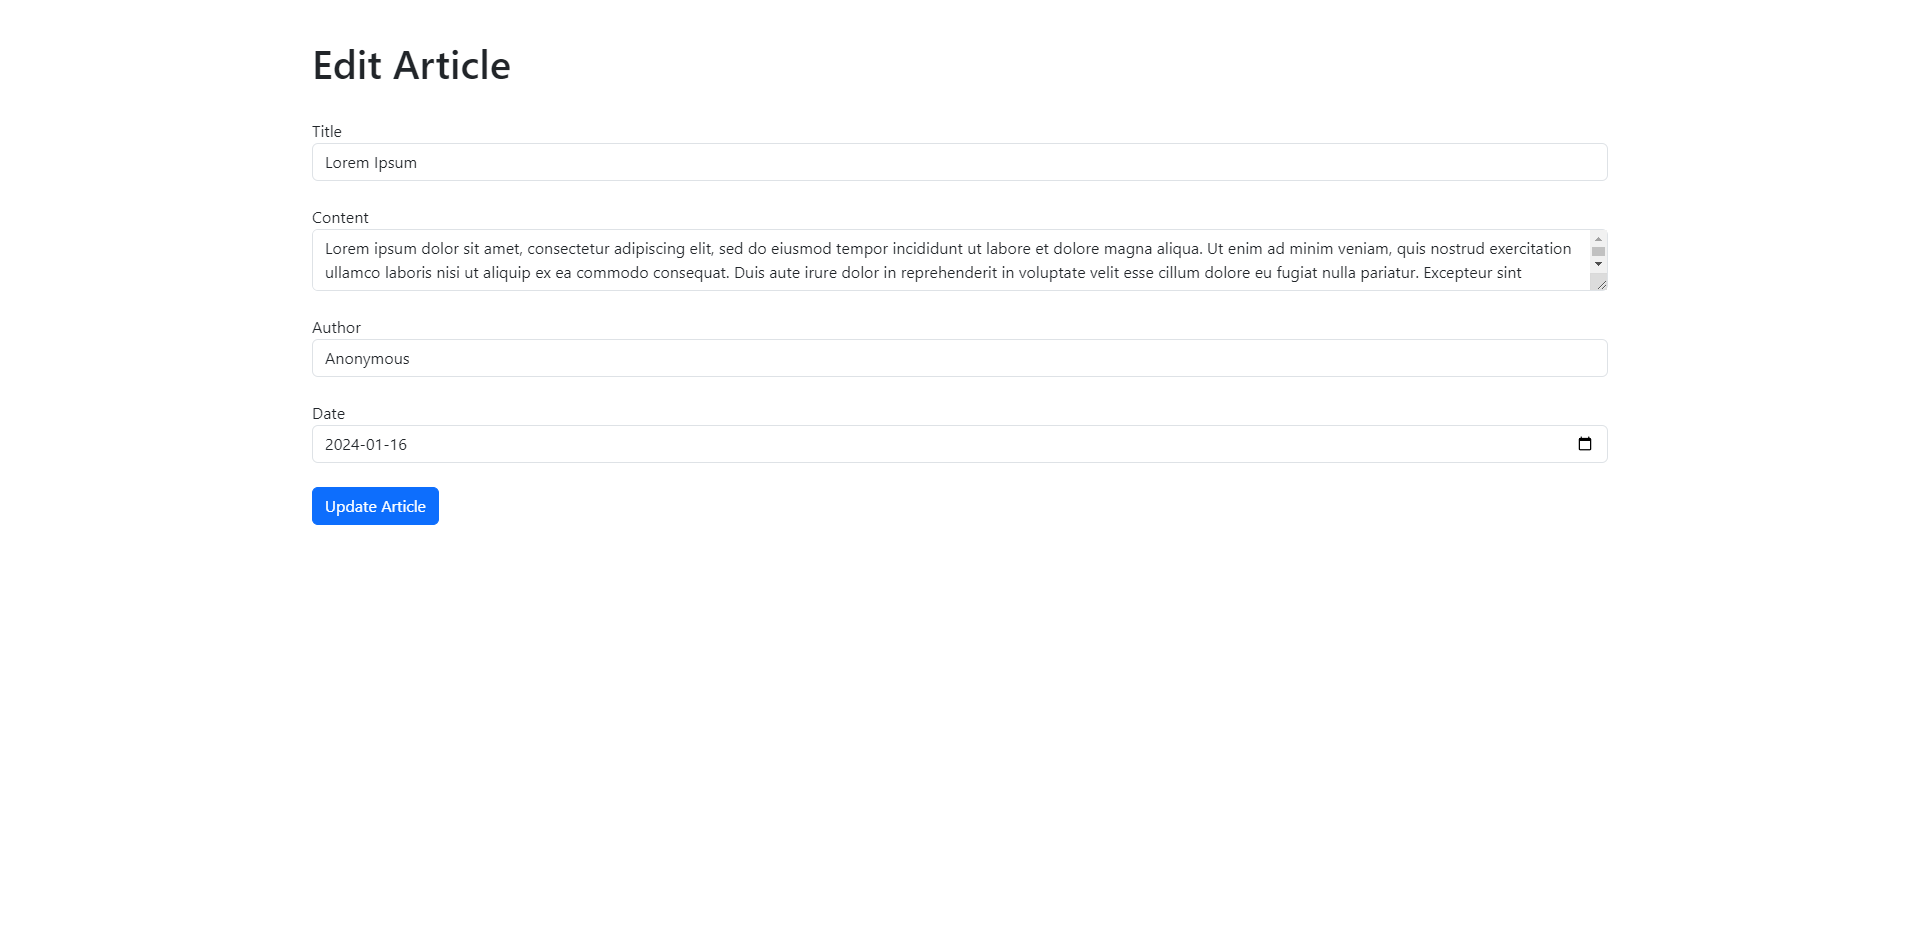 Edit Article
Title
Lorem Ipsum
Content
Lorem ipsum dolor sit amet, consectetur adipiscing elit, sed do eiusmod tempor incididunt ut labore et dolore magna aliqua. Ut enim ad minim veniam, quis nostrud exercitation
ullamco laboris nisi ut aliquip ex ea commodo consequat. Duis aute irure dolor in reprehenderit in voluptate velit esse cillum dolore eu fugiat nulla pariatur. Excepteur sint
Author
Anonymous
Date
2024-01-16
Update Article